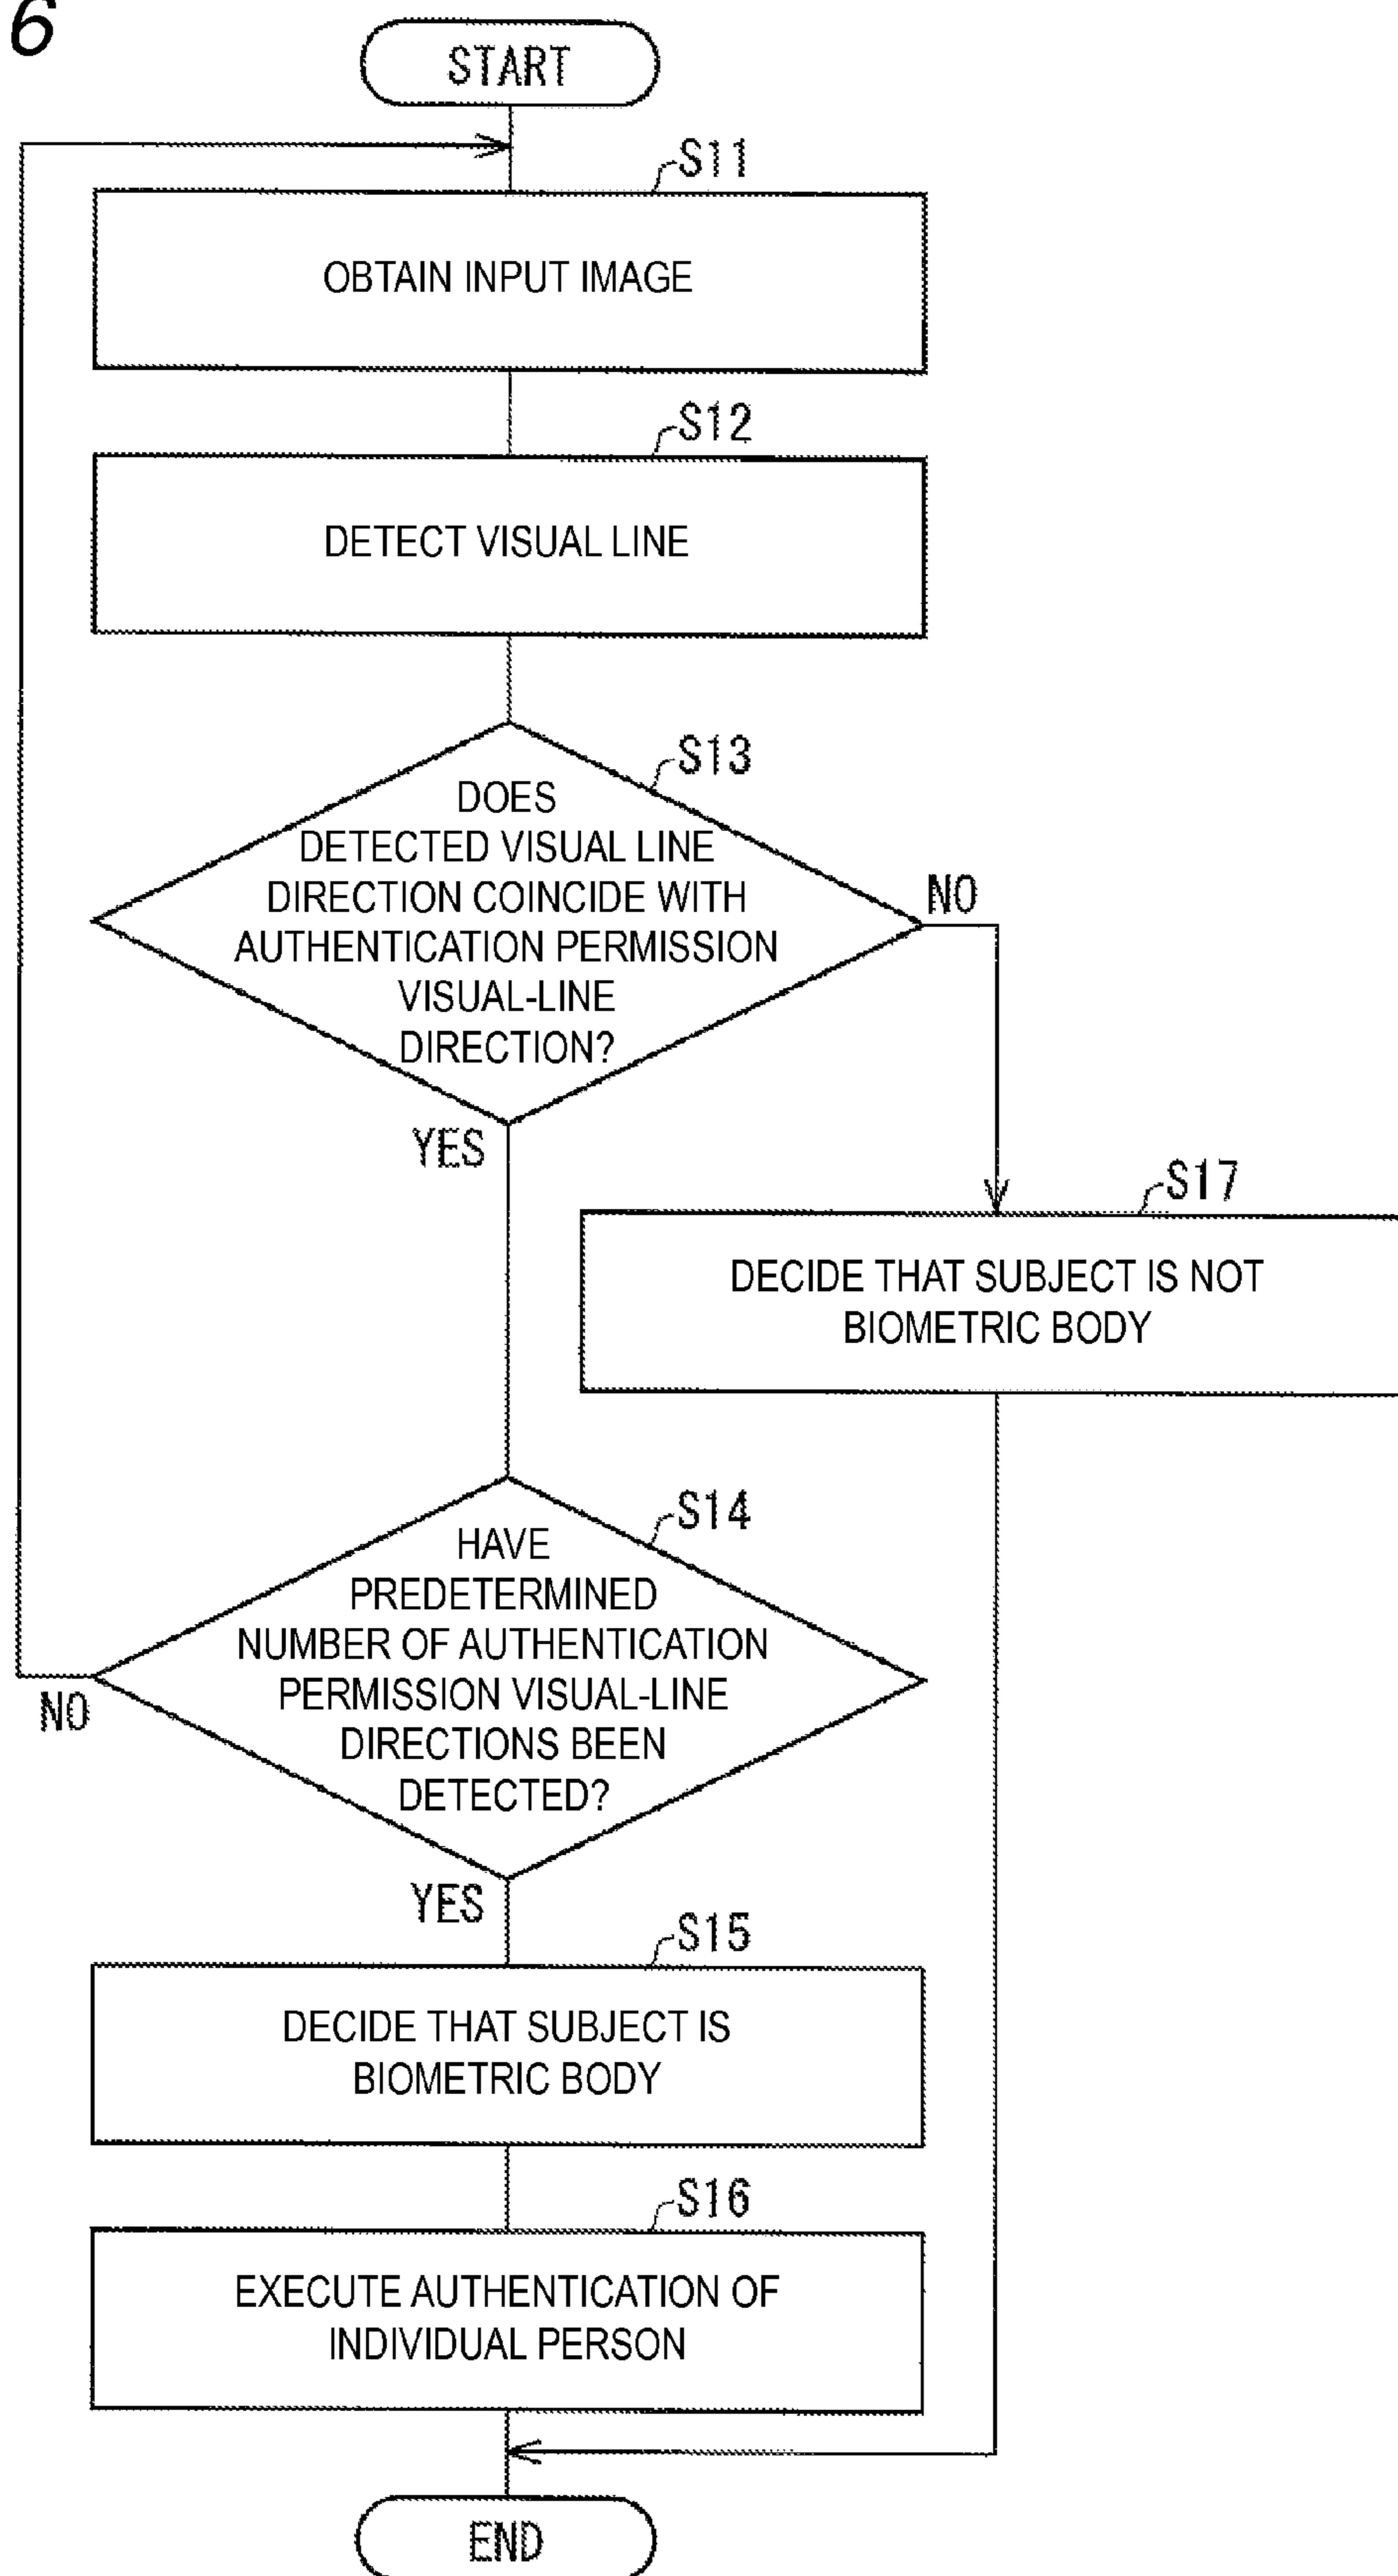 6
START
S11
OBTAIN INPUT IMAGE
S12
DETECT VISUAL LINE
S13
DOES
DETECTED VISUAL LINE
DIRECTION COINCIDE WITH
AUTHENTICATION PERMISSION
VISUAL-LINE
DIRECTION?
NO
YES
S17
DECIDE THAT SUBJECT IS NOT
BIOMETRIC BODY
S14
HAVE
PREDETERMINED
NUMBER OF AUTHENTICATION
PERMISSION VISUAL-LINE
DIRECTIONS BEEN
DETECTED?
NO
YES
S15
DECIDE THAT SUBJECT IS
BIOMETRIC BODY
S16
EXECUTE AUTHENTICATION OF
INDIVIDUAL PERSON
END